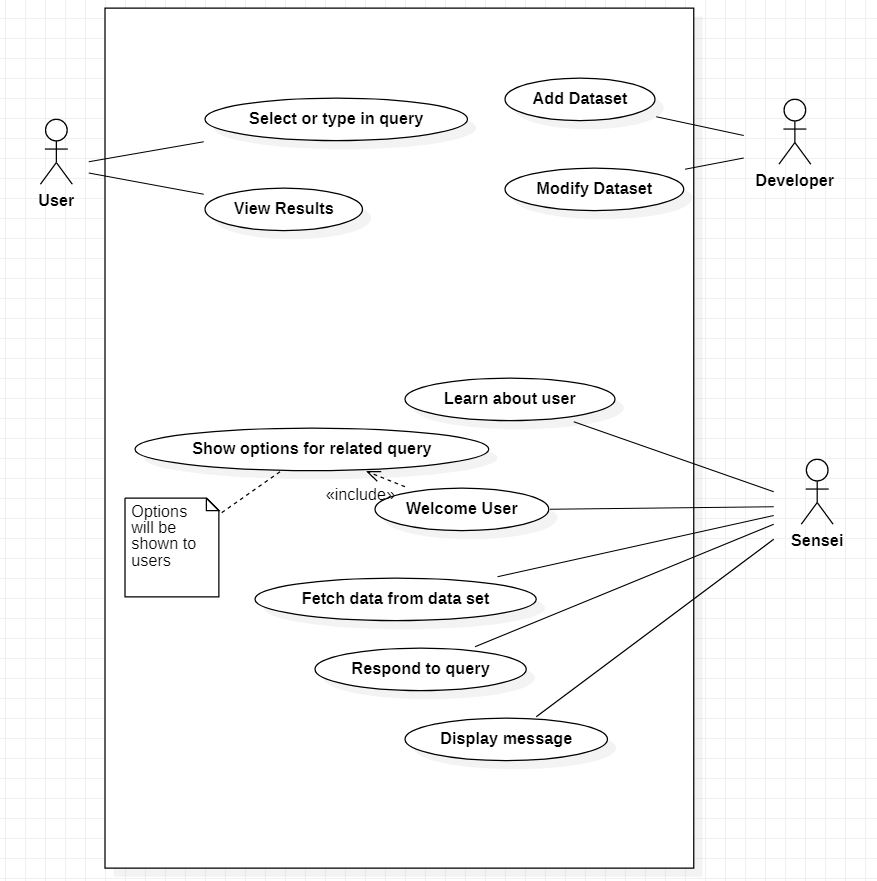 Select or type in query
Add Dataset
User
View Results
Modify Dataset
Developer
Learn about user
Show options for related query
«include»
Welcome User
Options
will be
shown to
users
Sensei
Fetch data from data set
Respond to query
Display message